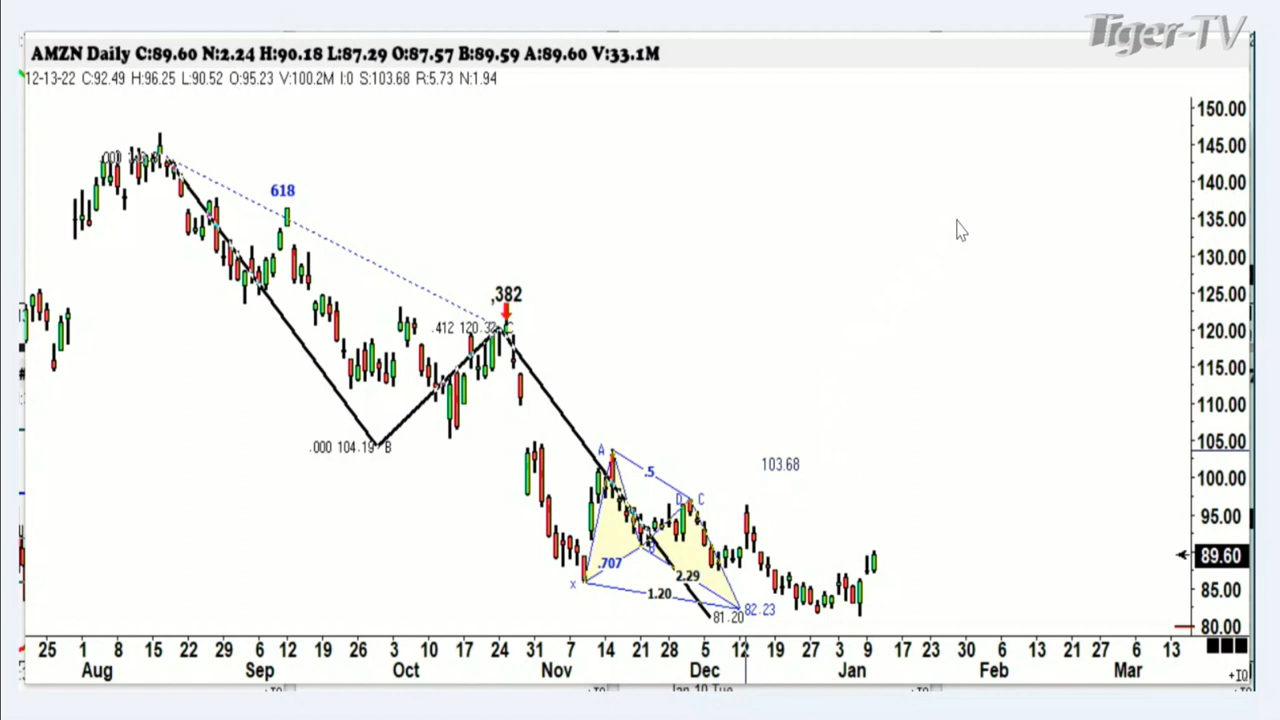 Tiger-TV
AMZN Daily C:89.60 N:2.24 H:90.18 L:87.29 O:87.57 B:89.59 A:89.60 V:33.1M
12-13-22 C:92.49 H:96.25 L:90.52 O:95.23 V:100.2M I:0 S:103.68 R:5.73 N:1.94
150.00
145.00
140.00
135.00
130.00
125.00
120.00
115.00
110.00
105.00
100.00
95.00
89.60
85.00
80.00
618
,382
.412 120.32 C
.000 104.19 B
A
.5
103.68
D C
B
.707
X
2.29
1.20
82.23
81.20
25 1 8 15 22 29 6 12 19 26 3 10 17 24 31 7 14 21 28 5 12 19 27 3 9 17 23 30 6 13 21 27 6 13
Aug Sep Oct Nov Dec Jan Feb Mar
Jan 10 Tue